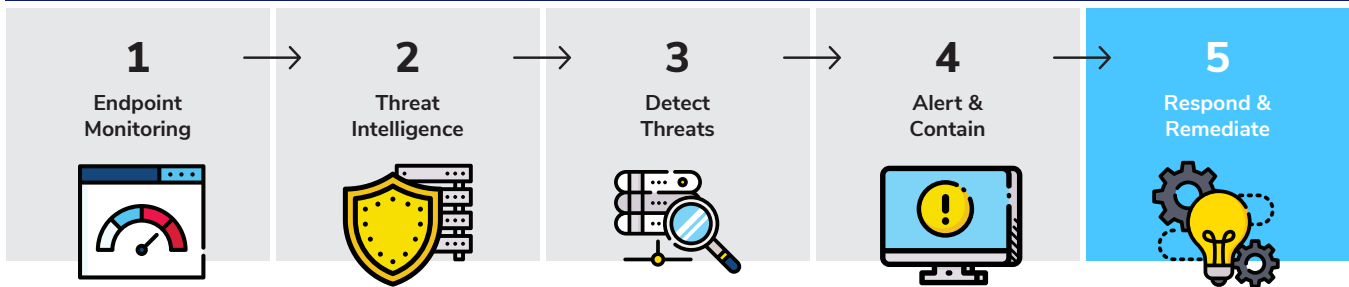 1
Endpoint
Monitoring
2
Threat
Intelligence
3
Detect
Threats
4
Alert &
Contain
5
Respond &
Remediate